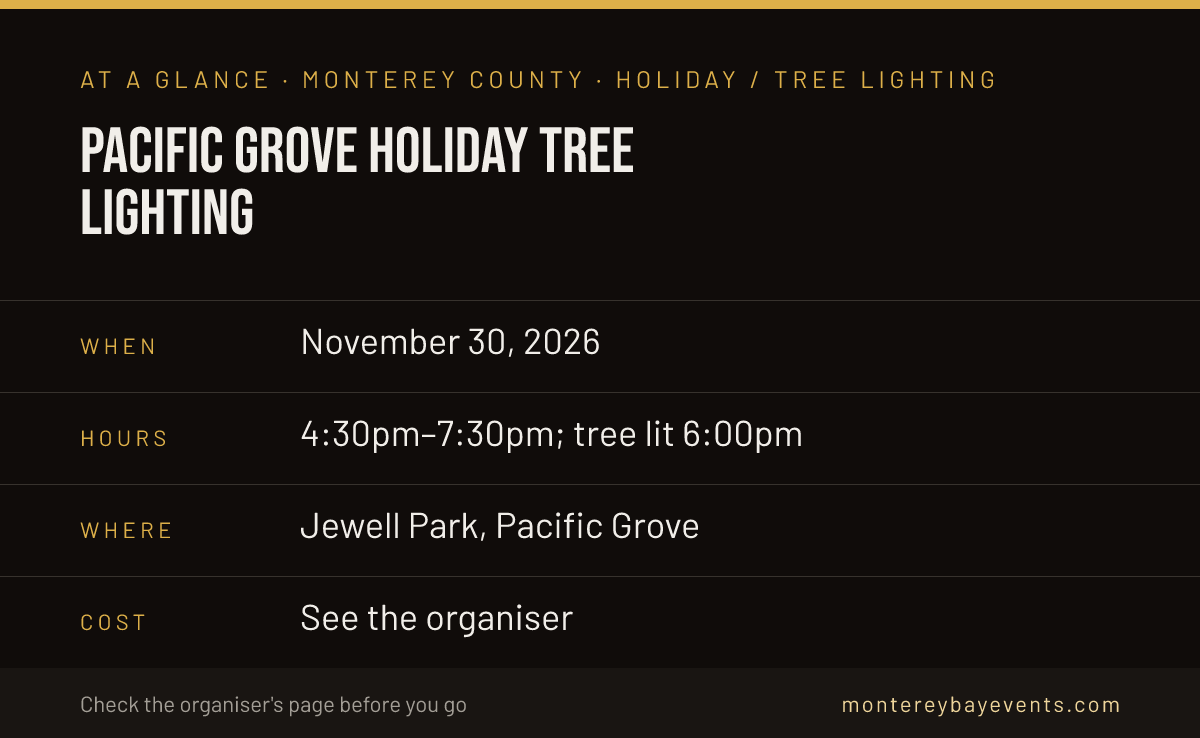 AT A GLANCE · MONTEREY COUNTY · HOLIDAY / TREE LIGHTING
PACIFIC GROVE HOLIDAY TREE
LIGHTING
WHEN November 30, 2026
HOURS 4:30pm–7:30pm; tree lit 6:00pm
WHERE Jewell Park, Pacific Grove
COST See the organiser
Check the organiser's page before you go montereybayevents.com